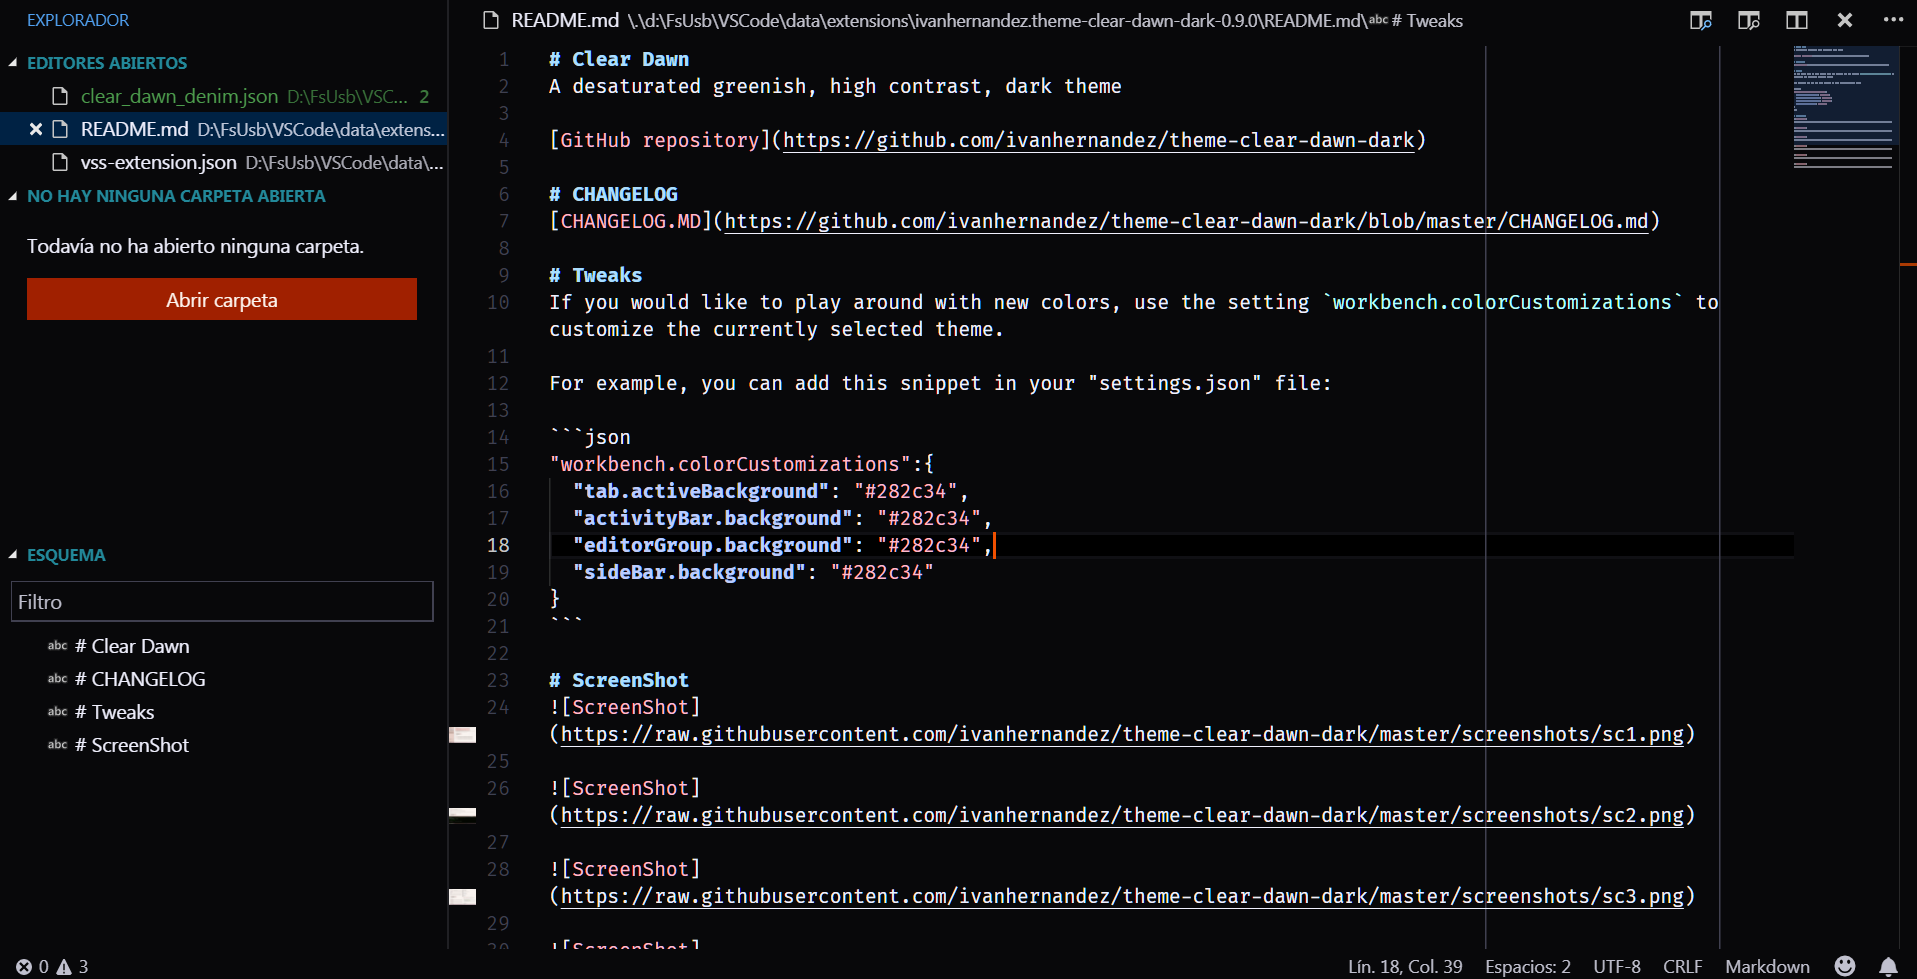 EXPLORADOR
EDITORES ABIERTOS
clear_dawn_denim.json D:\FsUsb\VSC... 2
README.md D:\FsUsb\VSCode\data\extens...
vss-extension.json D:\FsUsb\VSCode\data\...
NO HAY NINGUNA CARPETA ABIERTA
Todavía no ha abierto ninguna carpeta.
Abrir carpeta
ESQUEMA
Filtro
abc # Clear Dawn
abc # CHANGELOG
abc # Tweaks
abc # ScreenShot
README.md \.\d:\FsUsb\VSCode\data\extensions\ivanhernandez.theme-clear-dawn-dark-0.9.0\README.md\abc # Tweaks
1 # Clear Dawn
2 A desaturated greenish, high contrast, dark theme
3
4 [GitHub repository](https://github.com/ivanhernandez/theme-clear-dawn-dark)
5
6 # CHANGELOG
7 [CHANGELOG.MD](https://github.com/ivanhernandez/theme-clear-dawn-dark/blob/master/CHANGELOG.md)
8
9 # Tweaks
10 If you would like to play around with new colors, use the setting `workbench.colorCustomizations` to
customize the currently selected theme.
11
12 For example, you can add this snippet in your "settings.json" file:
13
14 ```json
15 "workbench.colorCustomizations":{
16   "tab.activeBackground": "#282c34",
17   "activityBar.background": "#282c34",
18   "editorGroup.background": "#282c34",
19   "sideBar.background": "#282c34"
20 }
21 ```
22
23 # ScreenShot
24 ![ScreenShot]
(https://raw.githubusercontent.com/ivanhernandez/theme-clear-dawn-dark/master/screenshots/sc1.png)
25
26 ![ScreenShot]
(https://raw.githubusercontent.com/ivanhernandez/theme-clear-dawn-dark/master/screenshots/sc2.png)
27
28 ![ScreenShot]
(https://raw.githubusercontent.com/ivanhernandez/theme-clear-dawn-dark/master/screenshots/sc3.png)
29
30 ![ScreenShot]
0 3
Lín. 18, Col. 39 Espacios: 2 UTF-8 CRLF Markdown